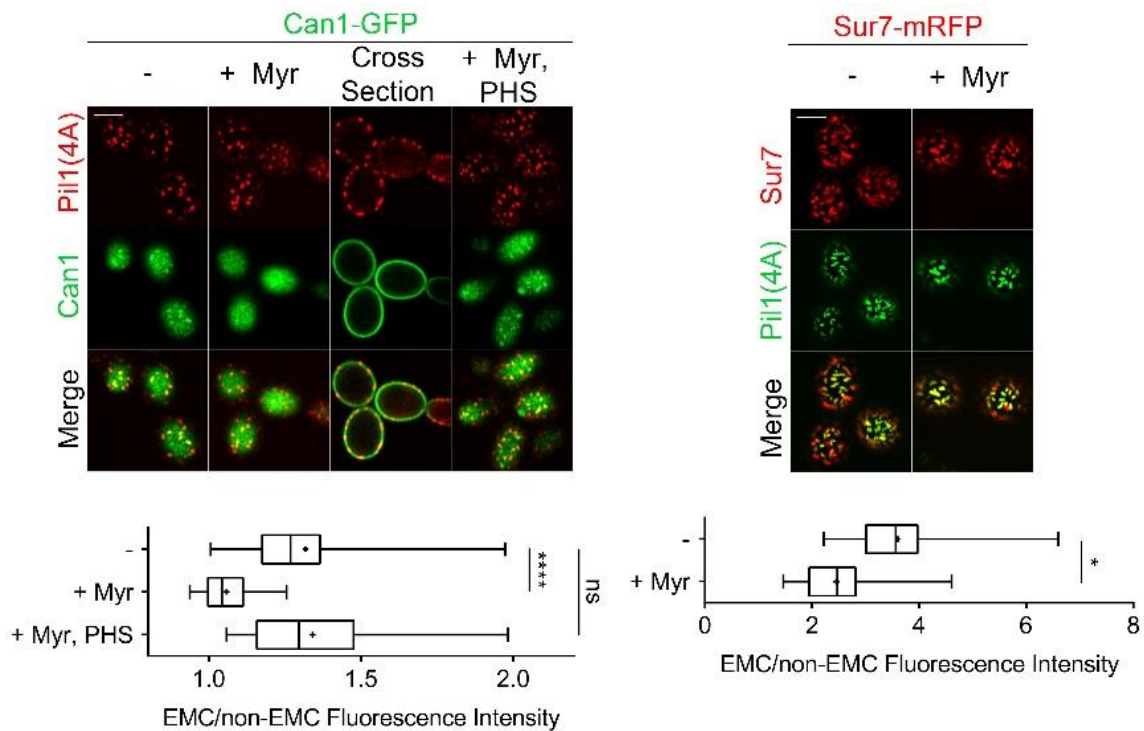 Can1-GFP
-
+ Myr
Cross
Section
+ Myr,
PHS
Pil1(4A)
Can1
Merge
Sur7-mRFP
-
+ Myr
Sur7
Pil1(4A)
Merge
-
+ Myr
+ Myr, PHS
****
ns
1.0 1.5 2.0
EMC/non-EMC Fluorescence Intensity
-
+ Myr
*
0 2 4 6 8
EMC/non-EMC Fluorescence Intensity